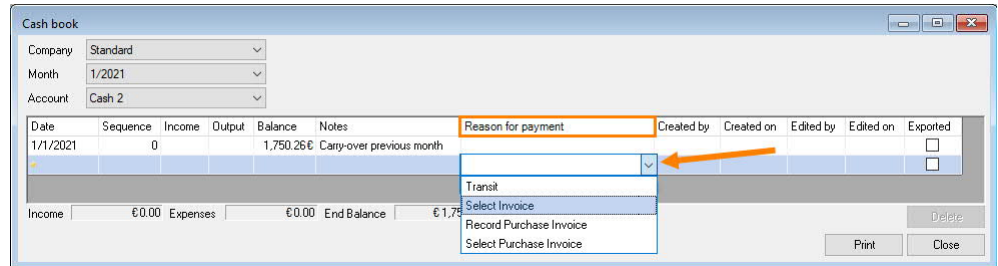 Cash book
Company Standard
Month 1/2021
Account Cash 2
Date Sequence Income Output Balance Notes Reason for payment Created by Created on Edited by Edited on Exported
1/1/2021 0 1,750.26€ Carry-over previous month
Transit
Select Invoice
Income €0.00 Expenses €0.00 End Balance €1,75 Delete
Record Purchase Invoice
Select Purchase Invoice
Print Close